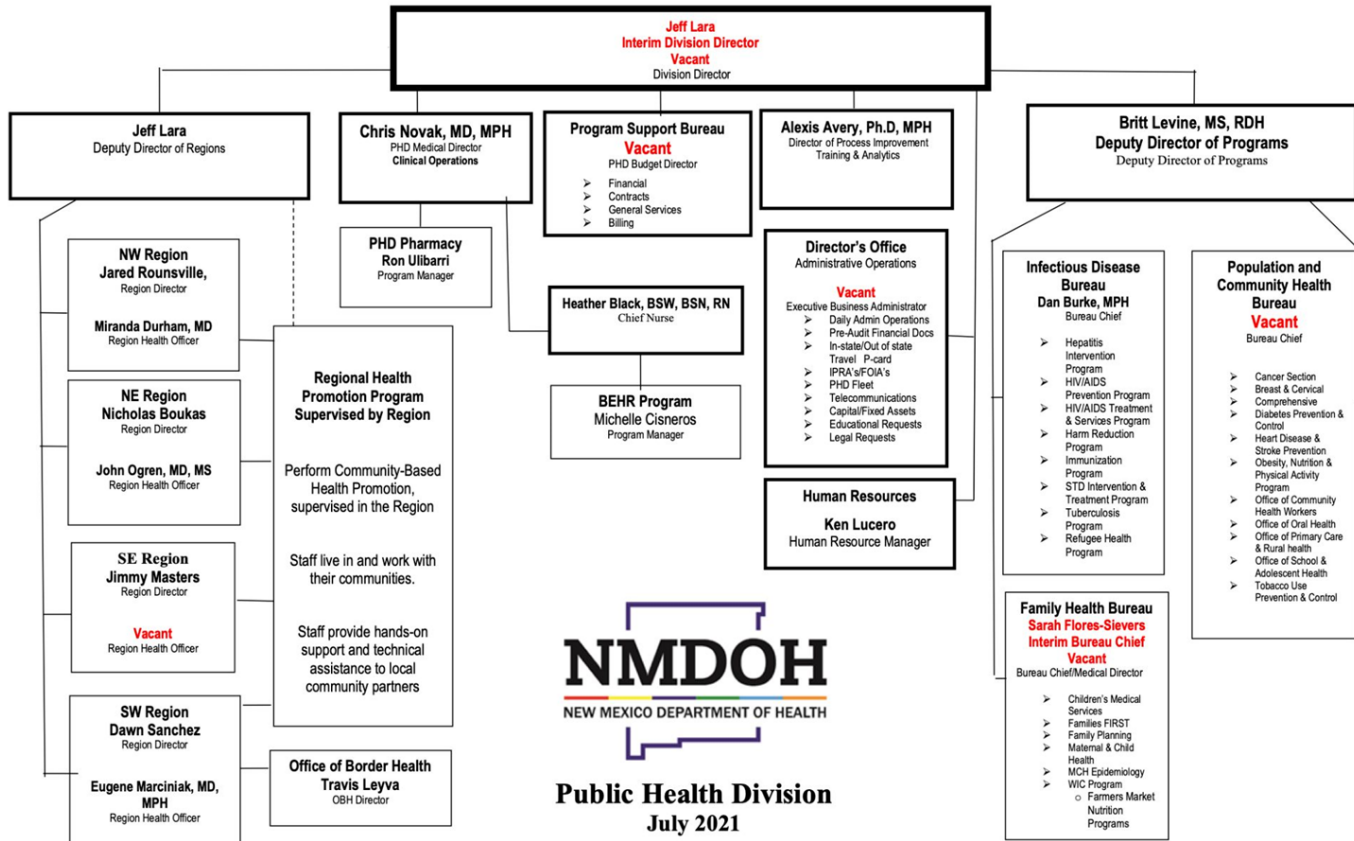 Jeff Lara
Interim Division Director
Vacant
Division Director
Jeff Lara
Deputy Director of Regions
Chris Novak, MD, MPH
PHD Medical Director
Clinical Operations
Program Support Bureau
Vacant
PHD Budget Director
➢ Financial
➢ Contracts
➢ General Services
➢ Billing
Alexis Avery, Ph.D, MPH
Director of Process Improvement
Training & Analytics
Britt Levine, MS, RDH
Deputy Director of Programs
Deputy Director of Programs
NW Region
Jared Rounsville,
Region Director
Miranda Durham, MD
Region Health Officer
NE Region
Nicholas Boukas
Region Director
John Ogren, MD, MS
Region Health Officer
SE Region
Jimmy Masters
Region Director
Vacant
Region Health Officer
SW Region
Dawn Sanchez
Region Director
Eugene Marciniak, MD,
MPH
Region Health Officer
Regional Health
Promotion Program
Supervised by Region
Perform Community-Based
Health Promotion,
supervised in the Region
Staff live in and work with
their communities.
Staff provide hands-on
support and technical
assistance to local
community partners
Office of Border Health
Travis Leyva
OBH Director
PHD Pharmacy
Ron Ulibarri
Program Manager
Heather Black, BSW, BSN, RN
Chief Nurse
BEHR Program
Michelle Cisneros
Program Manager
Director's Office
Administrative Operations
Vacant
Executive Business Administrator
➢ Daily Admin Operations
➢ Pre-Audit Financial Docs
➢ In-state/Out of state
Travel P-card
➢ IPRA's/FOIA's
➢ PHD Fleet
➢ Telecommunications
➢ Capital/Fixed Assets
➢ Educational Requests
➢ Legal Requests
Human Resources
Ken Lucero
Human Resource Manager
Infectious Disease
Bureau
Dan Burke, MPH
Bureau Chief
➢ Hepatitis
Intervention
Program
➢ HIV/AIDS
Prevention Program
➢ HIV/AIDS Treatment
& Services Program
➢ Harm Reduction
Program
➢ Immunization
Program
➢ STD Intervention &
Treatment Program
➢ Tuberculosis
Program
➢ Refugee Health
Program
Family Health Bureau
Sarah Flores-Sievers
Interim Bureau Chief
Vacant
Bureau Chief/Medical Director
➢ Children's Medical
Services
➢ Families FIRST
➢ Family Planning
➢ Maternal & Child
Health
➢ MCH Epidemiology
➢ WIC Program
o Farmers Market
Nutrition
Programs
Population and
Community Health
Bureau
Vacant
Bureau Chief
➢ Cancer Section
➢ Breast & Cervical
➢ Comprehensive
➢ Diabetes Prevention &
Control
➢ Heart Disease &
Stroke Prevention
➢ Obesity, Nutrition &
Physical Activity
Program
➢ Office of Community
Health Workers
➢ Office of Oral Health
➢ Office of Primary Care
& Rural health
➢ Office of School &
Adolescent Health
➢ Tobacco Use
Prevention & Control
NMDOH
NEW MEXICO DEPARTMENT OF HEALTH
Public Health Division
July 2021